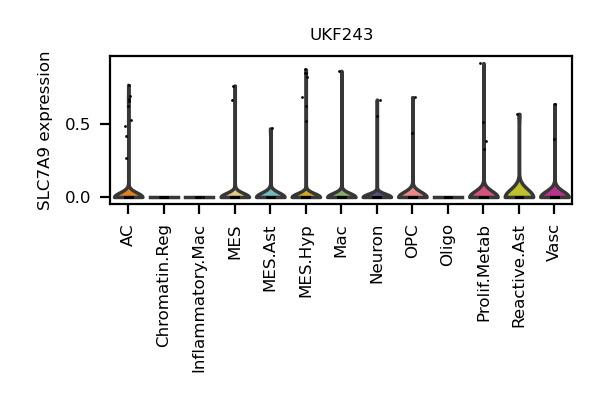 UKF243
SLC7A9 expression
0.5
0.0
AC
Chromatin.Reg
Inflammatory.Mac
MES
MES.Ast
MES.Hyp
Mac
Neuron
OPC
Oligo
Prolif.Metab
Reactive.Ast
Vasc